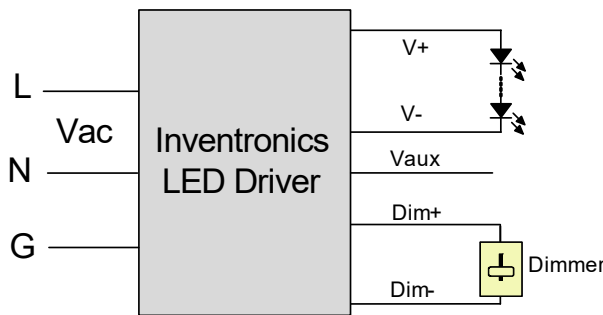 L
Vac
N
G
Inventronics
LED Driver
V+
V-
Vaux
Dim+
Dim-
Dimmer